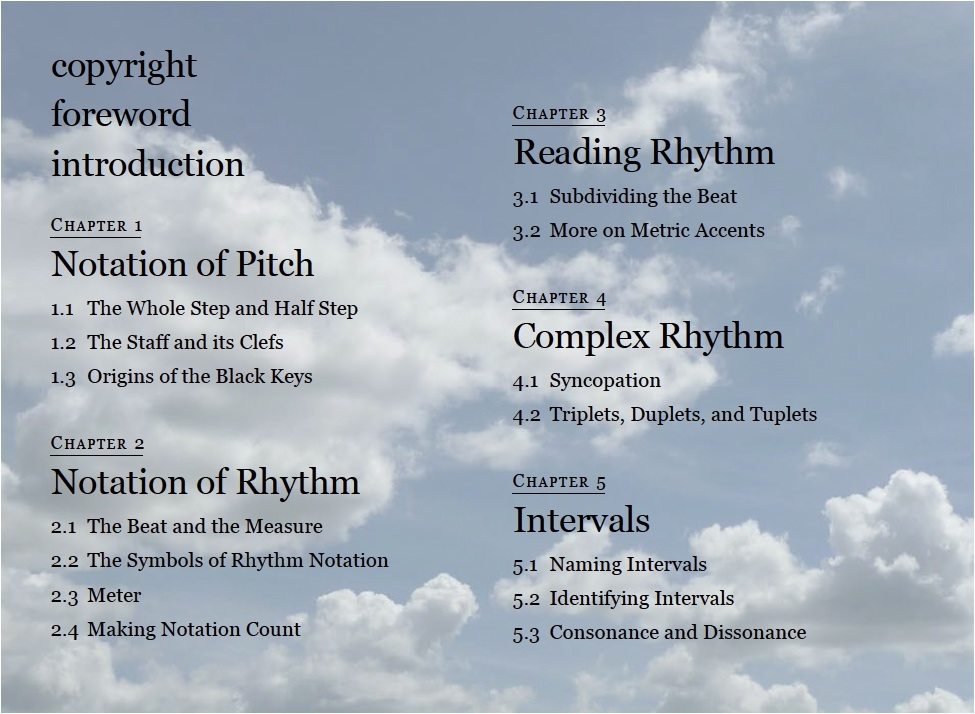 copyright
foreword
introduction
Chapter 1
Notation of Pitch
1.1 The Whole Step and Half Step
1.2 The Staff and its Clefs
1.3 Origins of the Black Keys
Chapter 2
Notation of Rhythm
2.1 The Beat and the Measure
2.2 The Symbols of Rhythm Notation
2.3 Meter
2.4 Making Notation Count
Chapter 3
Reading Rhythm
3.1 Subdividing the Beat
3.2 More on Metric Accents
Chapter 4
Complex Rhythm
4.1 Syncopation
4.2 Triplets, Duplets, and Tuplets
Chapter 5
Intervals
5.1 Naming Intervals
5.2 Identifying Intervals
5.3 Consonance and Dissonance